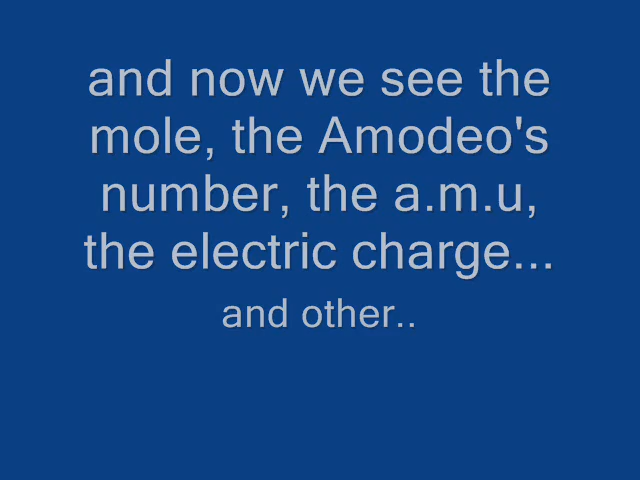 and now we see the
mole, the Amodeo's
number, the a.m.u,
the electric charge...
and other..